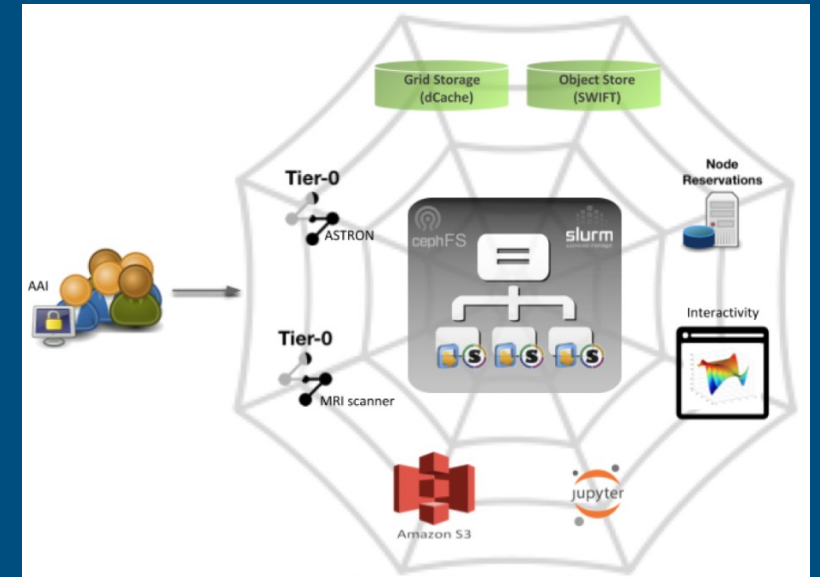 Grid Storage
(dCache)
Object Store
(SWIFT)
Tier-0
ASTRON
Node
Reservations
cephFS
slurm
AAI
Interactivity
Tier-0
MRI scanner
S
S
S
Amazon S3
jupyter